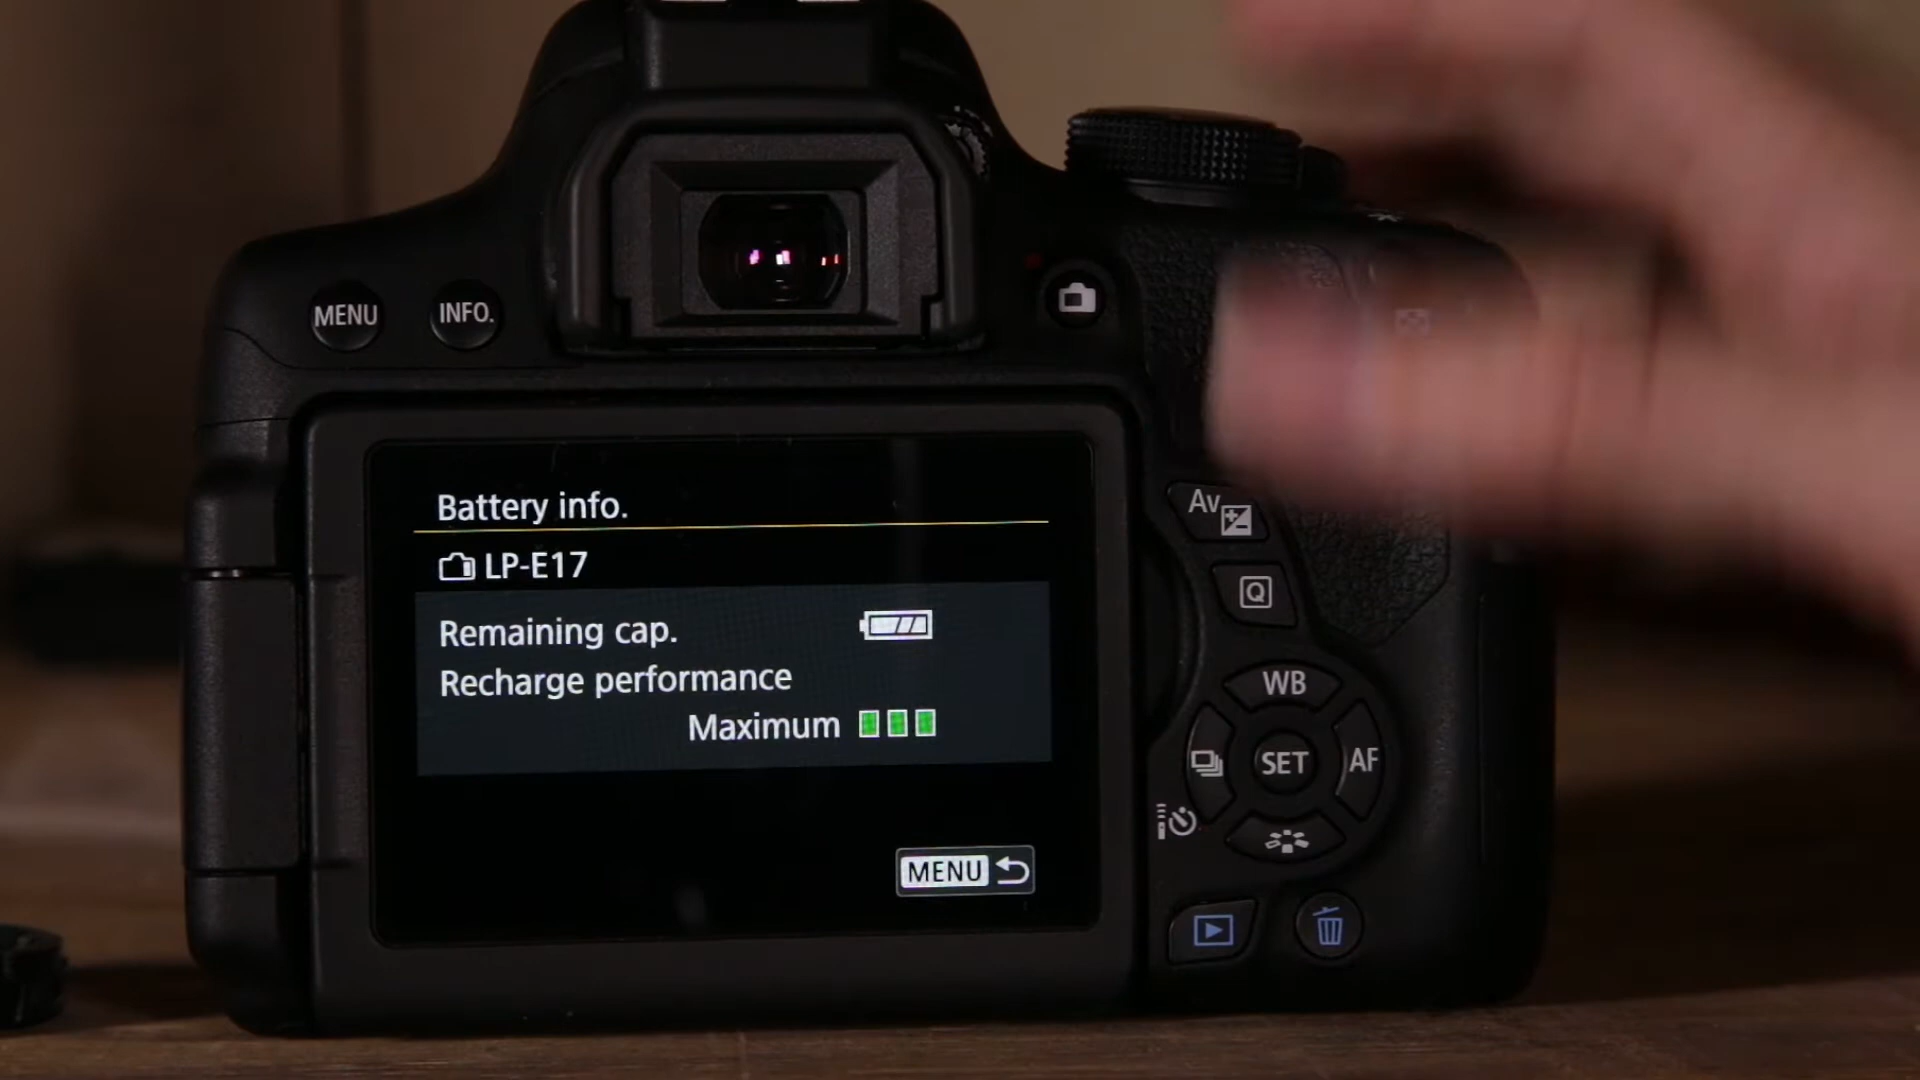 MENU
INFO.
Battery info.
LP-E17
Remaining cap.
Recharge performance
Maximum
MENU
Av
Q
WB
SET
AF